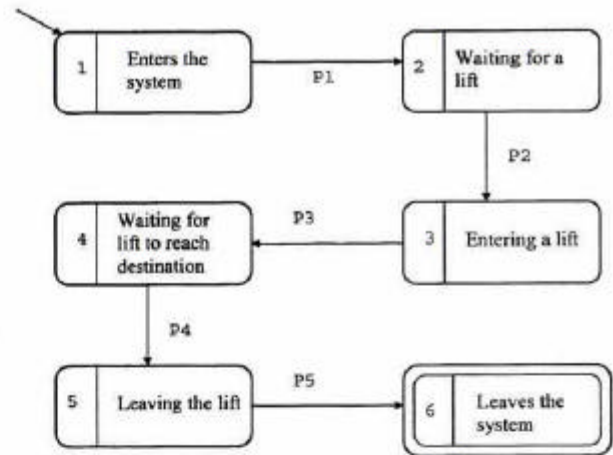 1
Enters the
system
P1
2
Waiting for a
lift
P2
3
Entering a lift
P3
4
Waiting for
lift to reach
destination
P4
5
Leaving the lift
P5
6
Leaves the
system